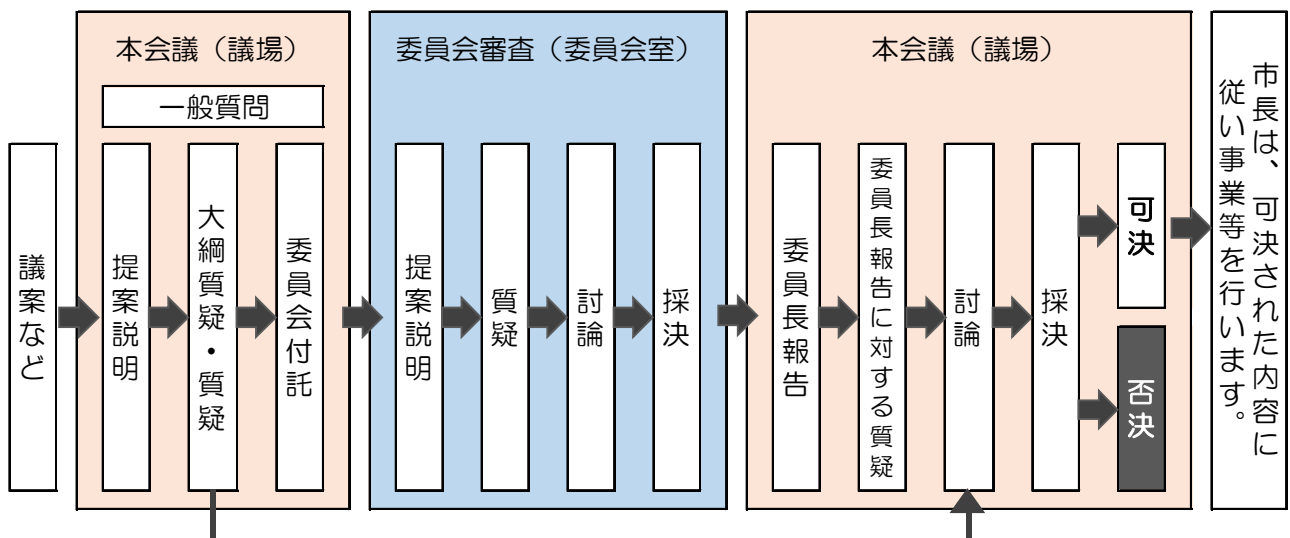 議案など
本会議（議場）
一般質問
提案説明
大綱質疑・質疑
委員会付託
委員会審査（委員会室）
提案説明
質疑
討論
採決
本会議（議場）
委員長報告
委員長報告に対する質疑
討論
採決
可決
否決
市長は、可決された内容に
従い事業等を行います。